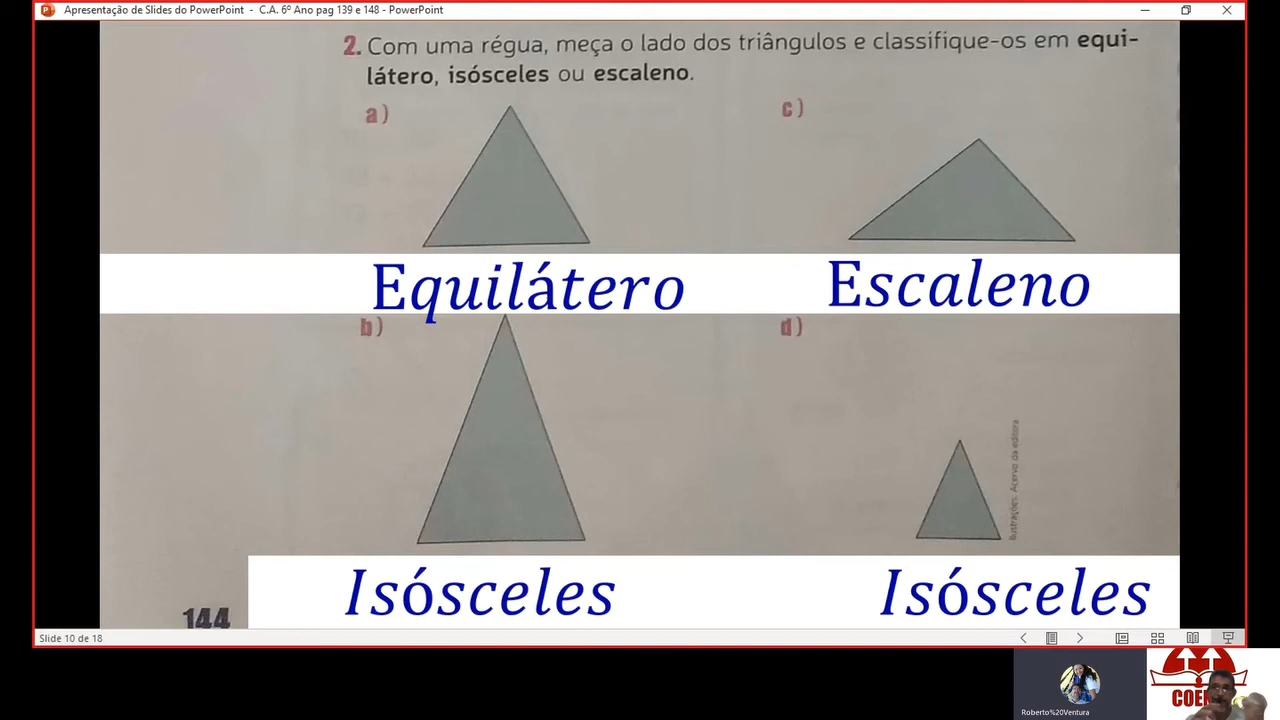 Apresentação de Slides do PowerPoint - C.A. 6º Ano pag 139 e 148 - PowerPoint
2. Com uma régua, meça o lado dos triângulos e classifique-os em equi-
látero, isósceles ou escaleno.
a)
c)
Equilátero
Escaleno
b)
d)
Ilustrações: Acervo da editora
Isósceles
Isósceles
144
Slide 10 de 18
Roberto%20Ventura